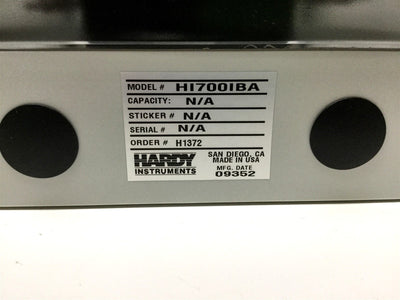 MODEL # HI700IBA
CAPACITY: N/A
STICKER # N/A
SERIAL # N/A
ORDER # H1372
HARDY INSTRUMENTS
SAN DIEGO, CA
MADE IN USA
MFG. DATE
09352